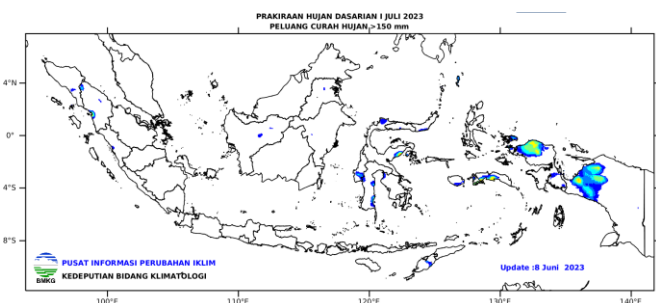 PRAKIRAAN HUJAN DASARIAN I JULI 2023
PELUANG CURAH HUJAN >150 mm
4°N
0°
4°S
8°S
PUSAT INFORMASI PERUBAHAN IKLIM
KEDEPUTIAN BIDANG KLIMATOLOGI
BMKG
Update :8 Juni 2023
100°E 110°E 120°E 130°E 140°E